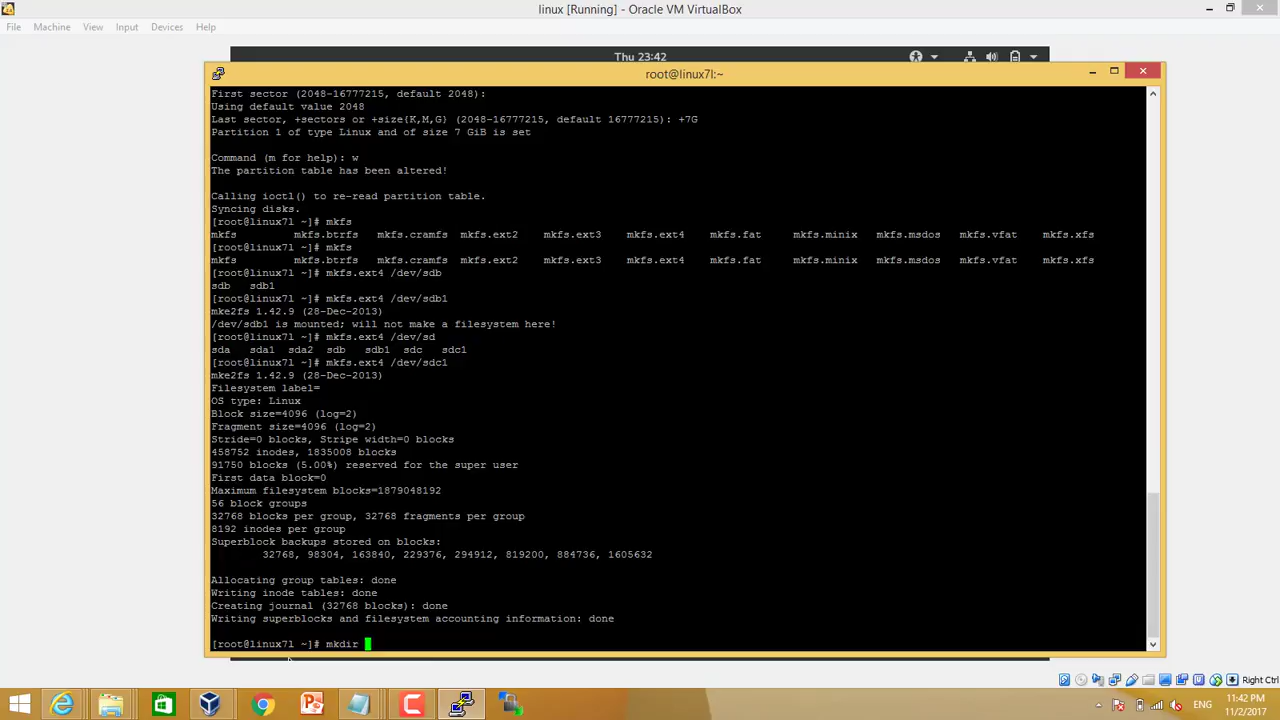 linux [Running] - Oracle VM VirtualBox
File Machine View Input Devices Help
Thu 23:42
root@linux7l:~
First sector (2048-16777215, default 2048):
Using default value 2048
Last sector, +sectors or +size{K,M,G} (2048-16777215, default 16777215): +7G
Partition 1 of type Linux and of size 7 GiB is set
Command (m for help): w
The partition table has been altered!
Calling ioctl() to re-read partition table.
Syncing disks.
[root@linux7l ~]# mkfs
mkfs mkfs.btrfs mkfs.cramfs mkfs.ext2 mkfs.ext3 mkfs.ext4 mkfs.fat mkfs.minix mkfs.msdos mkfs.vfat mkfs.xfs
[root@linux7l ~]# mkfs
mkfs mkfs.btrfs mkfs.cramfs mkfs.ext2 mkfs.ext3 mkfs.ext4 mkfs.fat mkfs.minix mkfs.msdos mkfs.vfat mkfs.xfs
[root@linux7l ~]# mkfs.ext4 /dev/sdb
sdb sdb1
[root@linux7l ~]# mkfs.ext4 /dev/sdb1
mke2fs 1.42.9 (28-Dec-2013)
/dev/sdb1 is mounted; will not make a filesystem here!
[root@linux7l ~]# mkfs.ext4 /dev/sd
sda sda1 sda2 sdb sdb1 sdc sdc1
[root@linux7l ~]# mkfs.ext4 /dev/sdc1
mke2fs 1.42.9 (28-Dec-2013)
Filesystem label=
OS type: Linux
Block size=4096 (log=2)
Fragment size=4096 (log=2)
Stride=0 blocks, Stripe width=0 blocks
458752 inodes, 1835008 blocks
91750 blocks (5.00%) reserved for the super user
First data block=0
Maximum filesystem blocks=1879048192
56 block groups
32768 blocks per group, 32768 fragments per group
8192 inodes per group
Superblock backups stored on blocks:
32768, 98304, 163840, 229376, 294912, 819200, 884736, 1605632
Allocating group tables: done
Writing inode tables: done
Creating journal (32768 blocks): done
Writing superblocks and filesystem accounting information: done
[root@linux7l ~]# mkdir
Right Ctrl
ENG
11:42 PM
11/2/2017